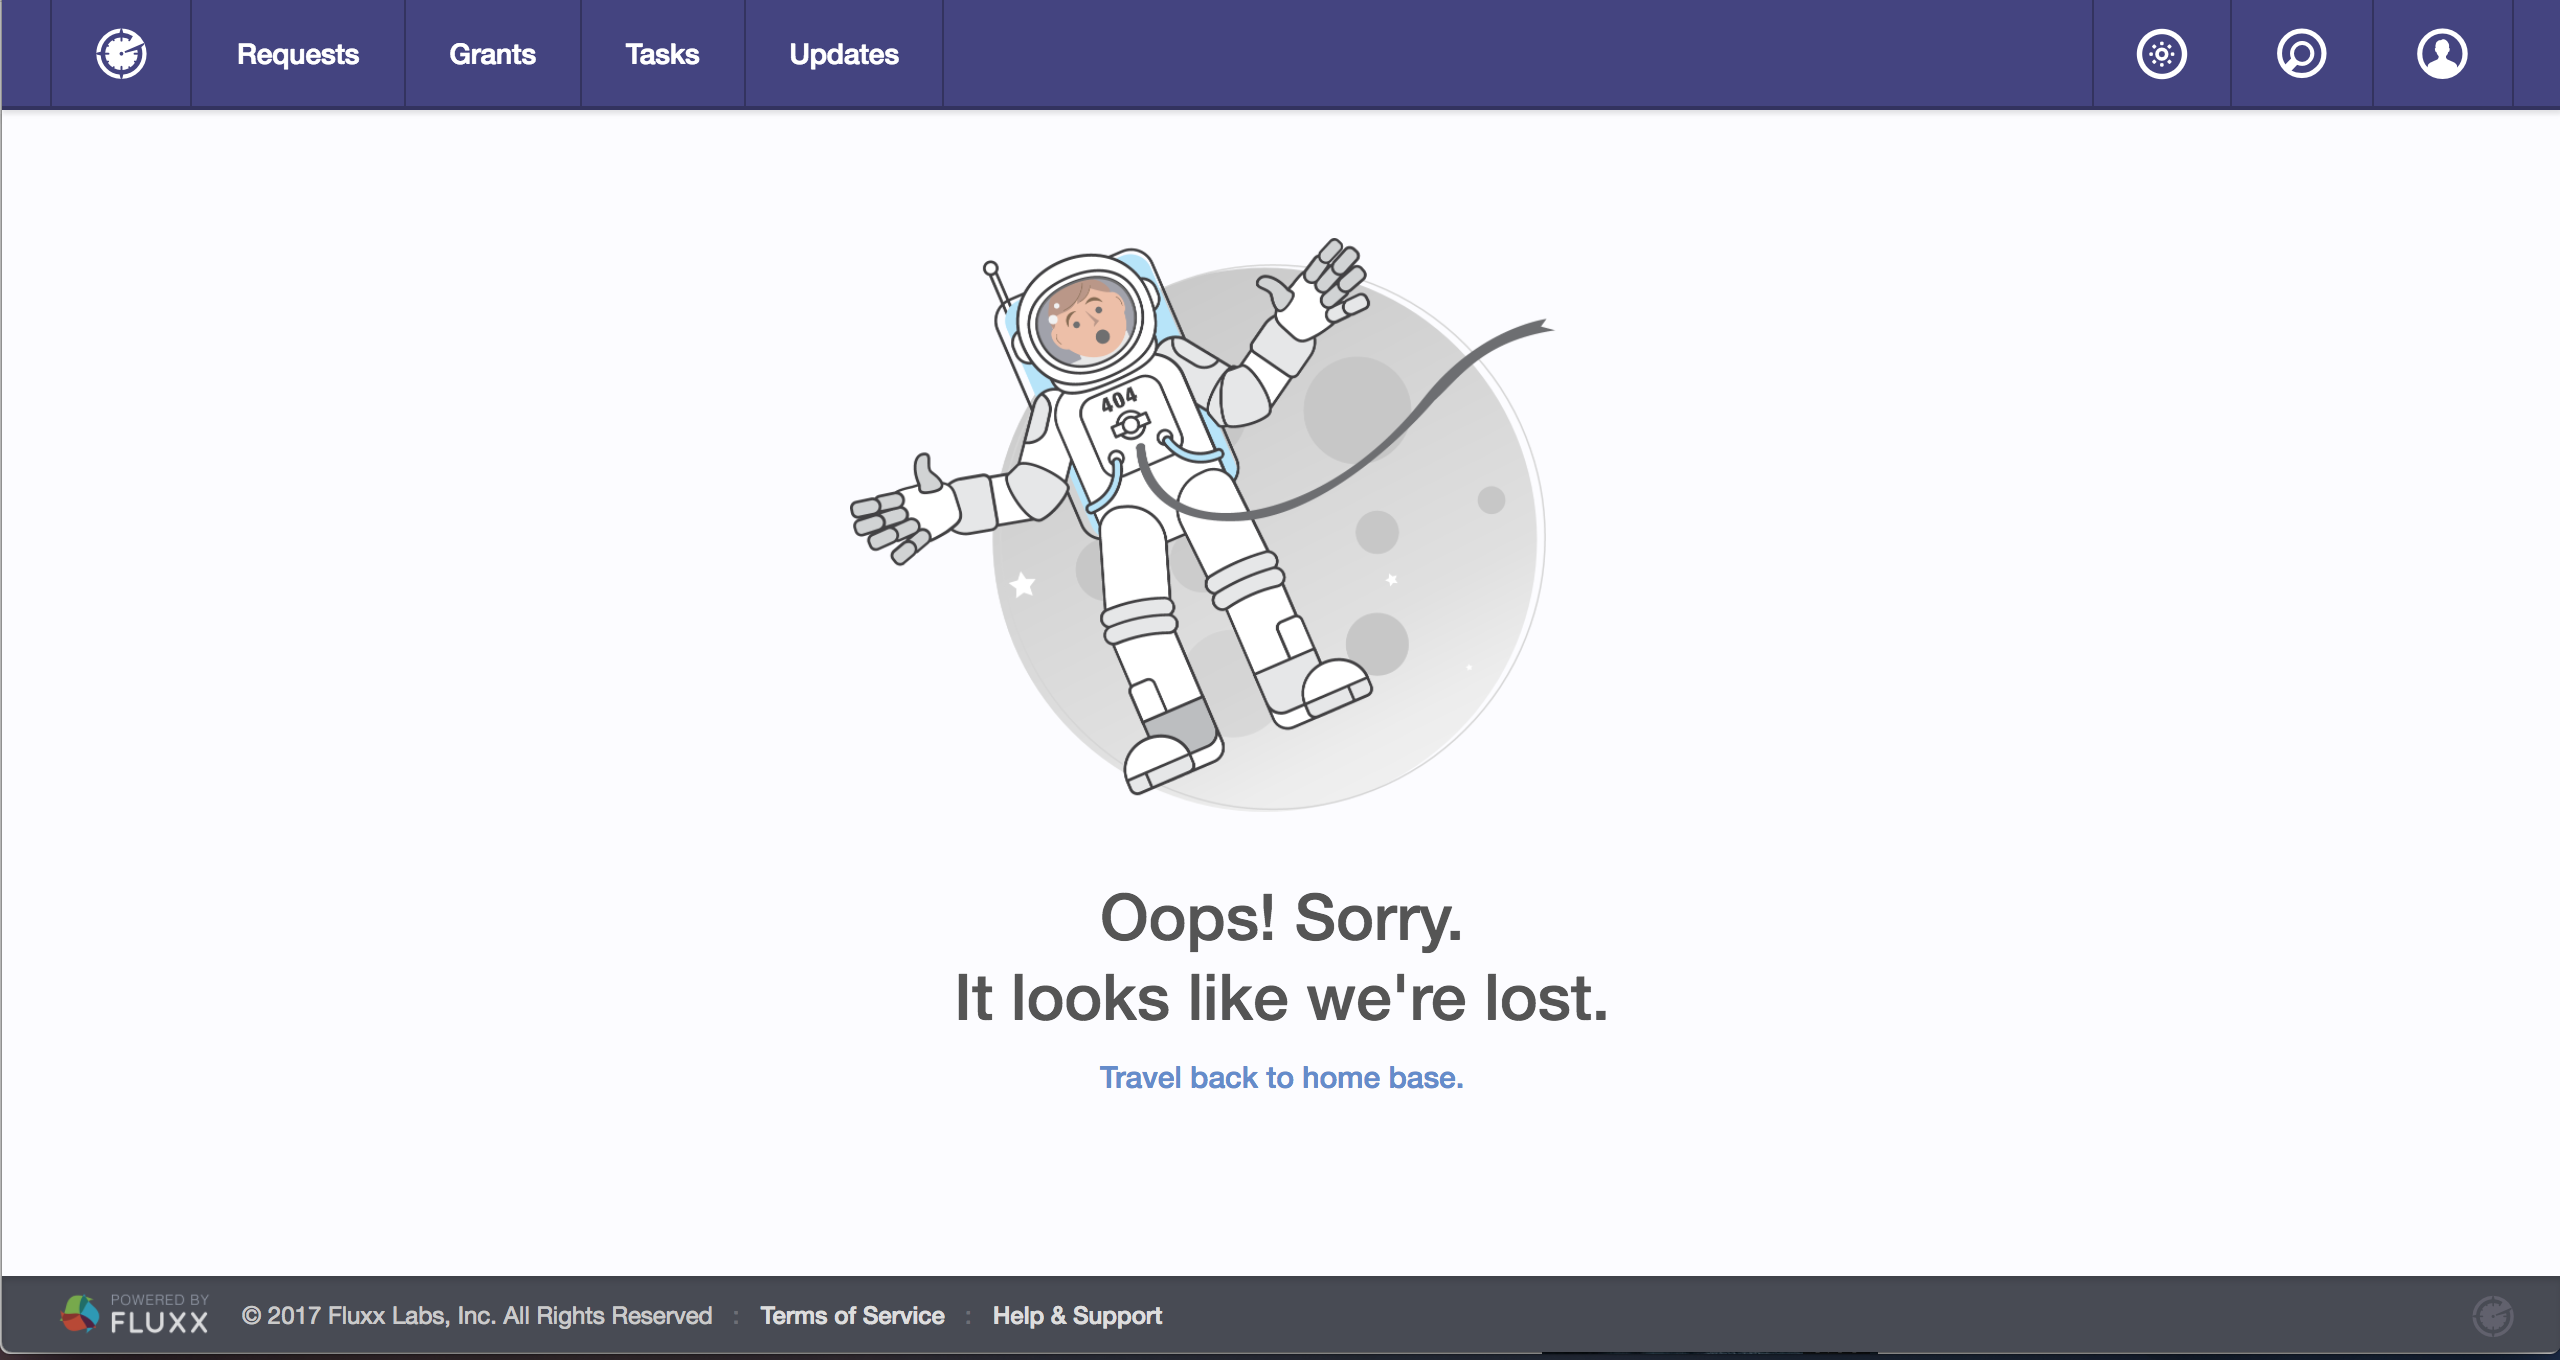 Requests
Grants
Tasks
Updates
404
Oops! Sorry.
It looks like we're lost.
Travel back to home base.
POWERED BY
FLUXX
© 2017 Fluxx Labs, Inc. All Rights Reserved : Terms of Service : Help & Support